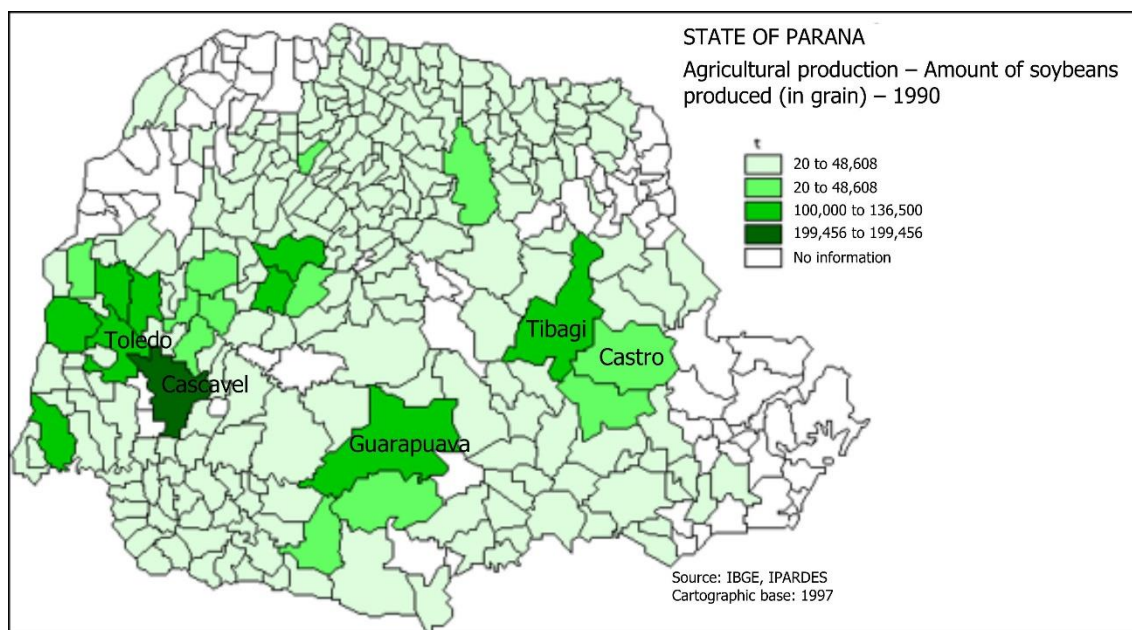 STATE OF PARANA
Agricultural production – Amount of soybeans
produced (in grain) – 1990
t
20 to 48,608
20 to 48,608
100,000 to 136,500
199,456 to 199,456
No information
Tibagi
Toledo
Castro
Cascavel
Guarapuava
Source: IBGE, IPARDES
Cartographic base: 1997